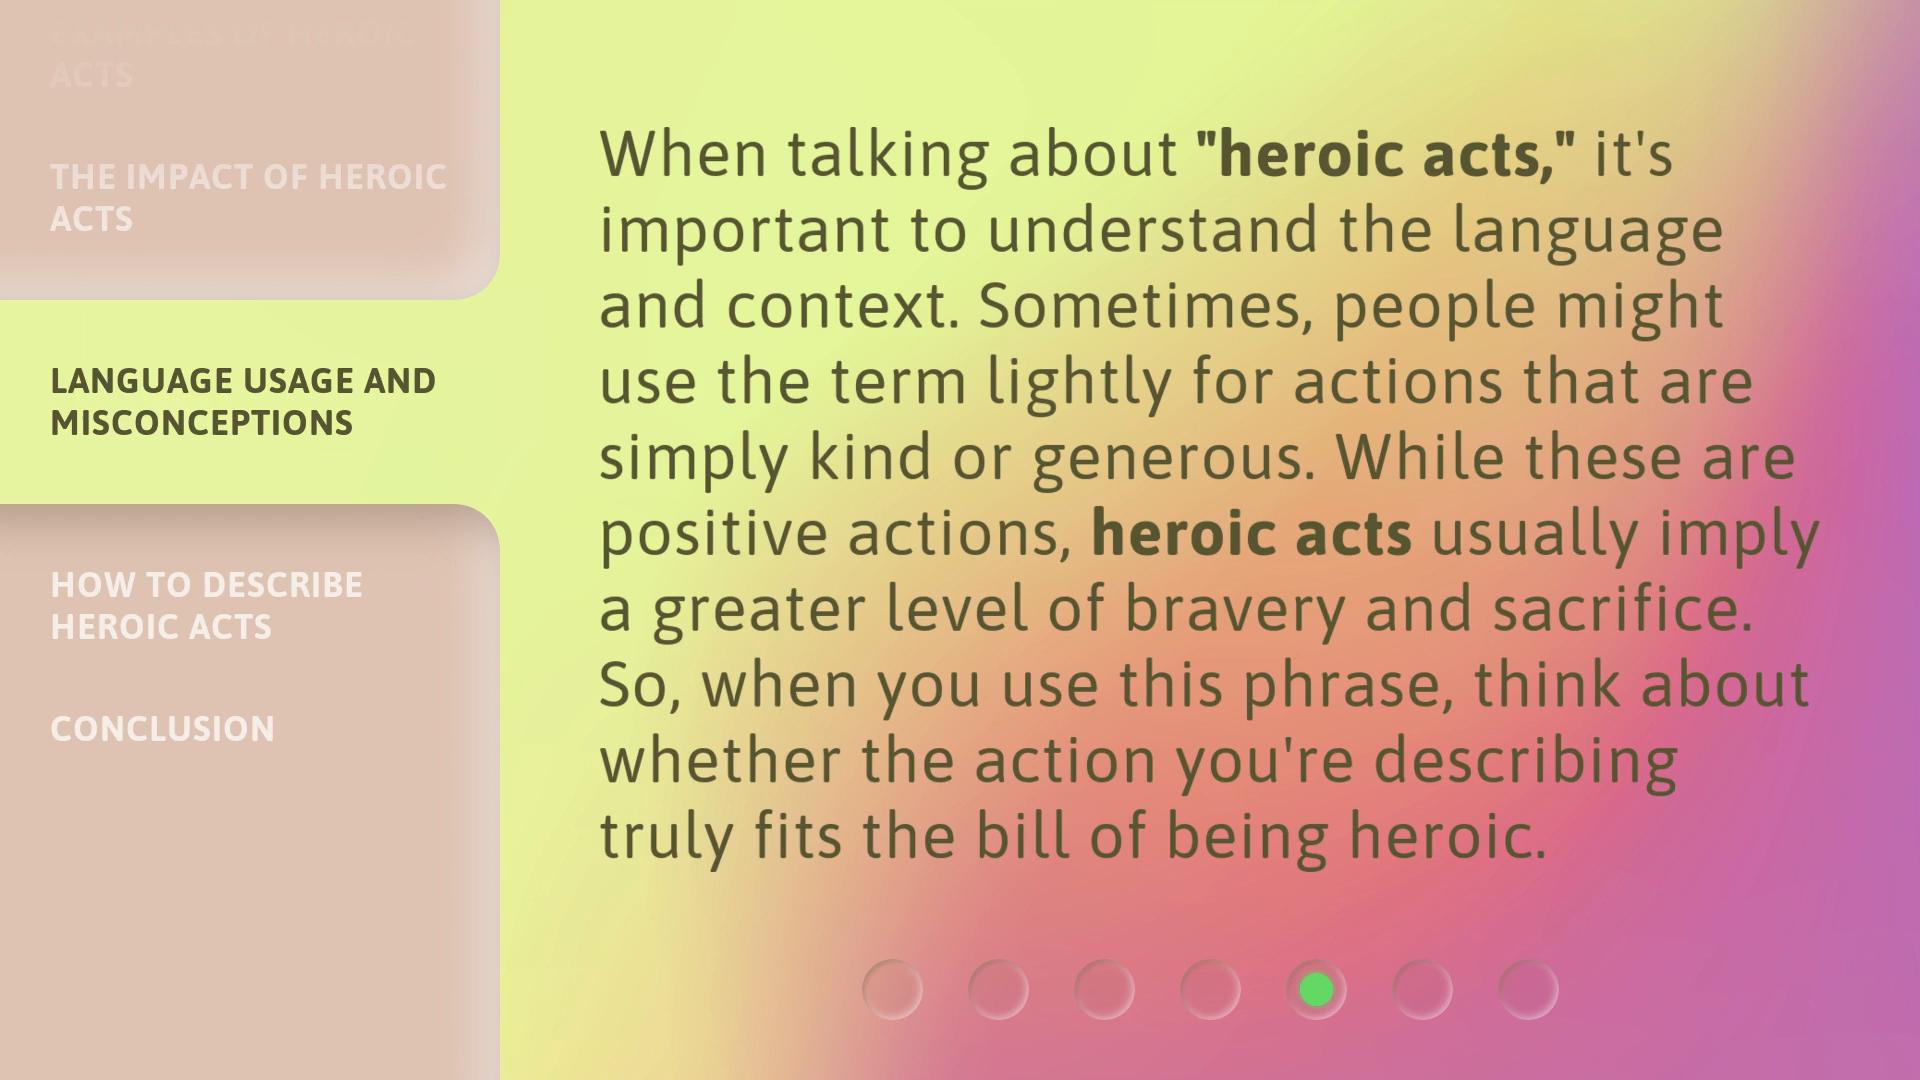 EXAMPLES OF HEROIC
ACTS
THE IMPACT OF HEROIC
ACTS
LANGUAGE USAGE AND
MISCONCEPTIONS
HOW TO DESCRIBE
HEROIC ACTS
CONCLUSION
When talking about "heroic acts," it's
important to understand the language
and context. Sometimes, people might
use the term lightly for actions that are
simply kind or generous. While these are
positive actions, heroic acts usually imply
a greater level of bravery and sacrifice.
So, when you use this phrase, think about
whether the action you're describing
truly fits the bill of being heroic.